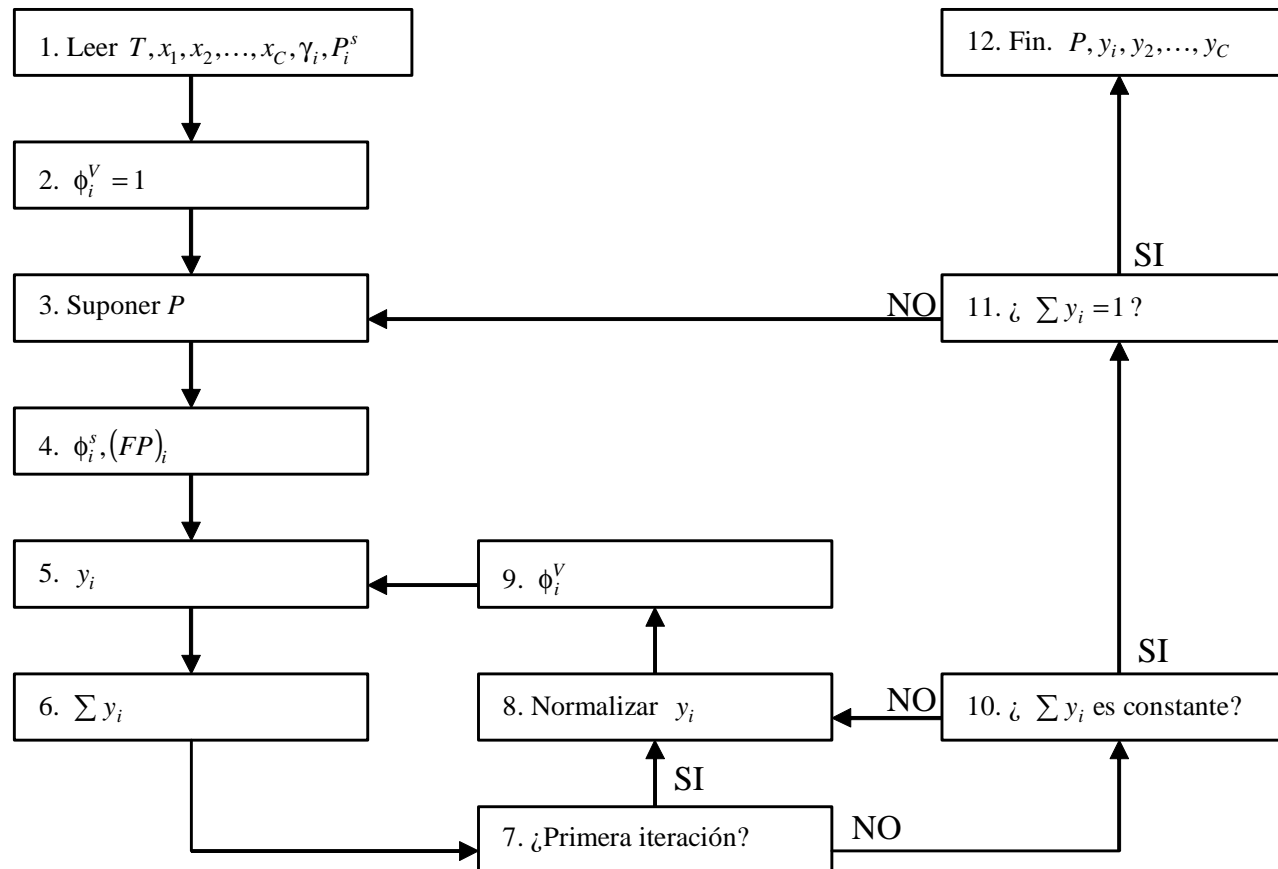 1. Leer T, x₁, x₂,…, x_C, γᵢ, Pᵢˢ
2. ϕᵢⱽ = 1
3. Suponer P
4. ϕᵢˢ, (FP)ᵢ
5. yᵢ
6. ∑ yᵢ
7. ¿Primera iteración?
SI
NO
8. Normalizar yᵢ
9. ϕᵢⱽ
10. ¿ ∑ yᵢ es constante?
NO
SI
11. ¿ ∑ yᵢ =1 ?
NO
SI
12. Fin. P, yᵢ, y₂,…, y_C